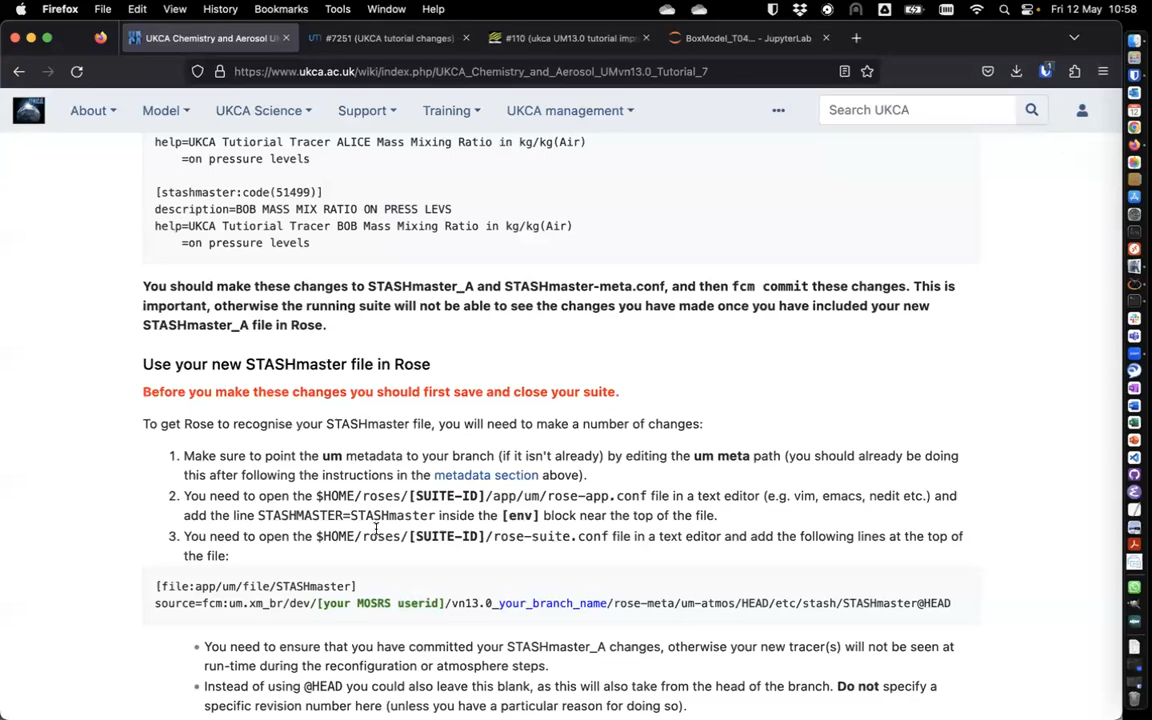 Firefox File Edit View History Bookmarks Tools Window Help Fri 12 May 10:58
UKCA Chemistry and Aerosol U #7251 (UKCA tutorial changes) #110 (ukca UM13.0 tutorial imp BoxModel_T04... - JupyterLab
https://www.ukca.ac.uk/wiki/index.php/UKCA_Chemistry_and_Aerosol_UMvn13.0_Tutorial_7
About Model UKCA Science Support Training UKCA management Search UKCA
help=UKCA Tutiorial Tracer ALICE Mass Mixing Ratio in kg/kg(Air)
=on pressure levels
[stashmaster:code(51499)]
description=BOB MASS MIX RATIO ON PRESS LEVS
help=UKCA Tutiorial Tracer BOB Mass Mixing Ratio in kg/kg(Air)
=on pressure levels
You should make these changes to STASHmaster_A and STASHmaster-meta.conf, and then fcm commit these changes. This is
important, otherwise the running suite will not be able to see the changes you have made once you have included your new
STASHmaster_A file in Rose.
Use your new STASHmaster file in Rose
Before you make these changes you should first save and close your suite.
To get Rose to recognise your STASHmaster file, you will need to make a number of changes:
1. Make sure to point the um metadata to your branch (if it isn't already) by editing the um meta path (you should already be doing
this after following the instructions in the metadata section above).
2. You need to open the $HOME/roses/[SUITE-ID]/app/um/rose-app.conf file in a text editor (e.g. vim, emacs, nedit etc.) and
add the line STASHMASTER=STASHmaster inside the [env] block near the top of the file.
3. You need to open the $HOME/roses/[SUITE-ID]/rose-suite.conf file in a text editor and add the following lines at the top of
the file:
[file:app/um/file/STASHmaster]
source=fcm:um.xm_br/dev/[your MOSRS userid]/vn13.0_your_branch_name/rose-meta/um-atmos/HEAD/etc/stash/STASHmaster@HEAD
• You need to ensure that you have committed your STASHmaster_A changes, otherwise your new tracer(s) will not be seen at
run-time during the reconfiguration or atmosphere steps.
• Instead of using @HEAD you could also leave this blank, as this will also take from the head of the branch. Do not specify a
specific revision number here (unless you have a particular reason for doing so).